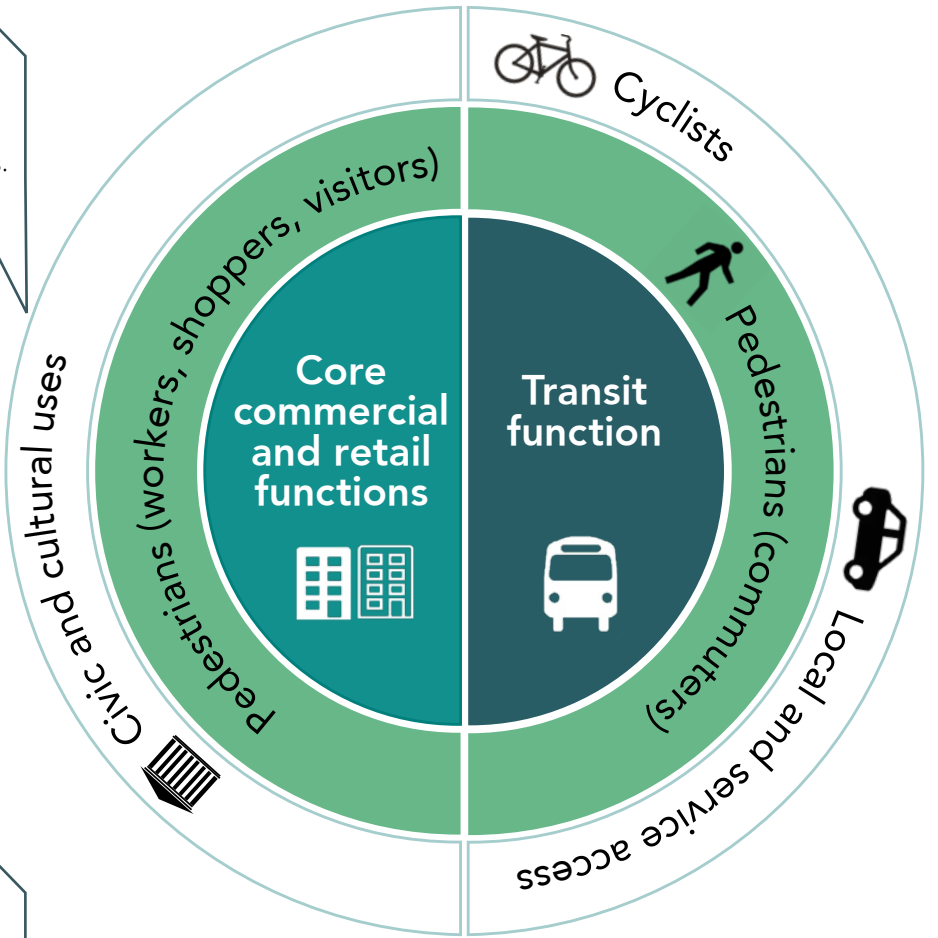 Cyclists
Pedestrians (workers, shoppers, visitors)
Core
commercial
and retail
functions
Transit
function
Pedestrians (commuters)
Civic and cultural uses
Local and service access